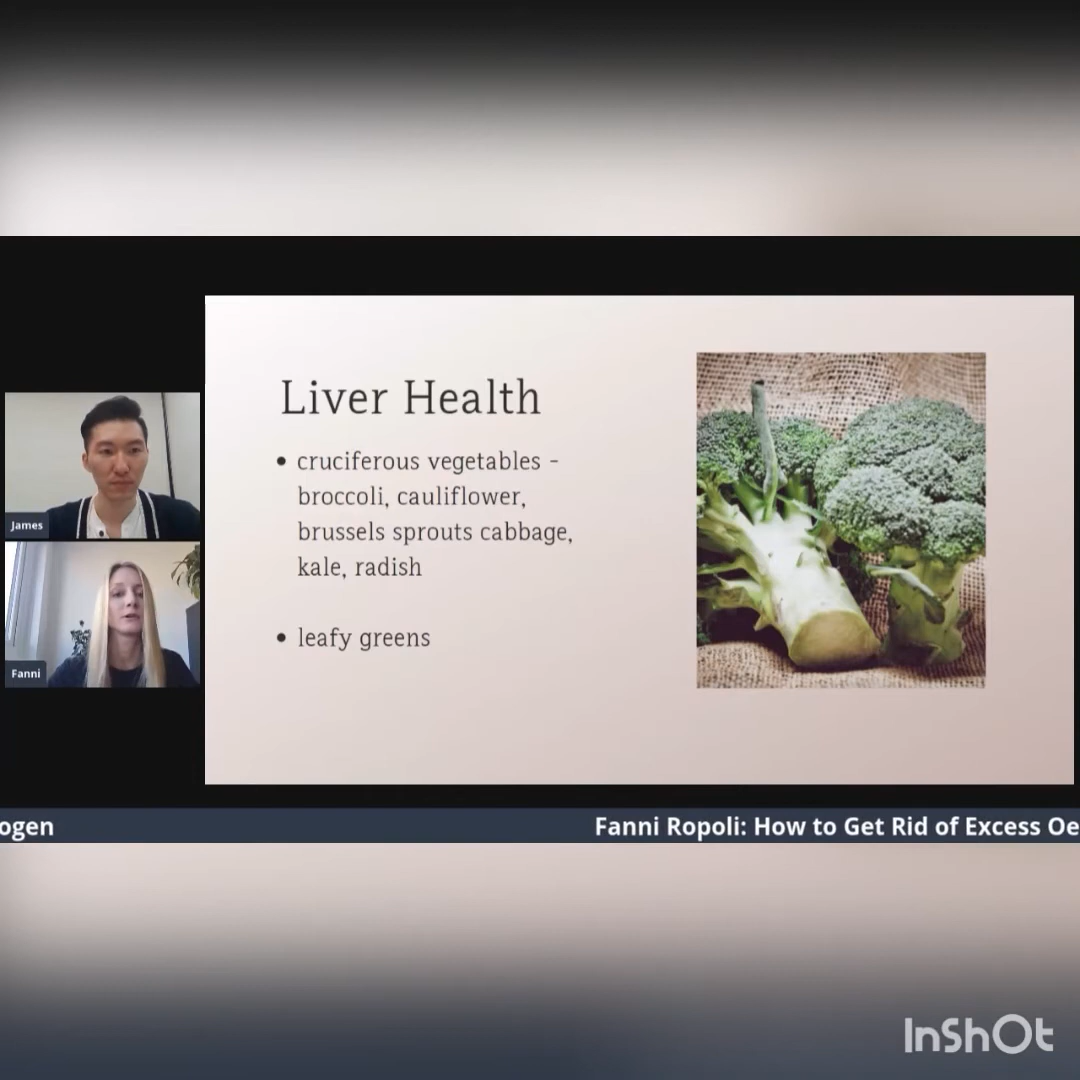 Liver Health
• cruciferous vegetables -
broccoli, cauliflower,
brussels sprouts cabbage,
kale, radish
• leafy greens
James
Fanni
ogen
Fanni Ropoli: How to Get Rid of Excess Oe
InShOt